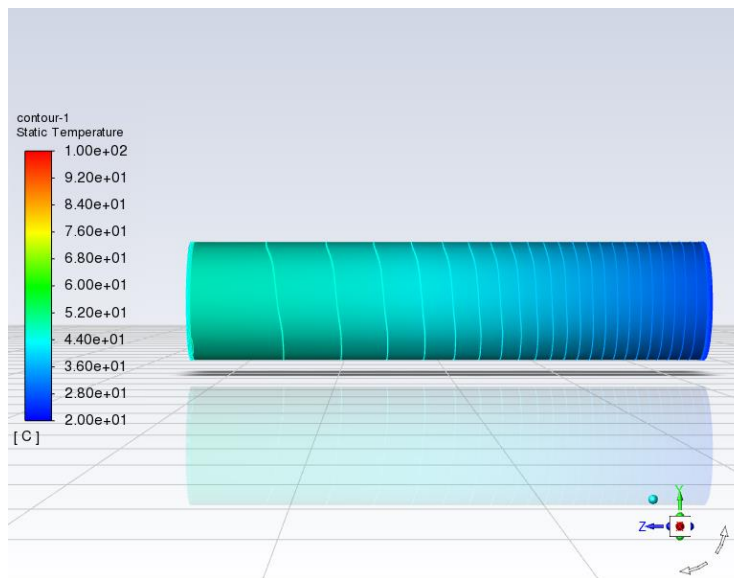 contour-1
Static Temperature
1.00e+02
9.20e+01
8.40e+01
7.60e+01
6.80e+01
6.00e+01
5.20e+01
4.40e+01
3.60e+01
2.80e+01
2.00e+01
[ C ]
Y
Z